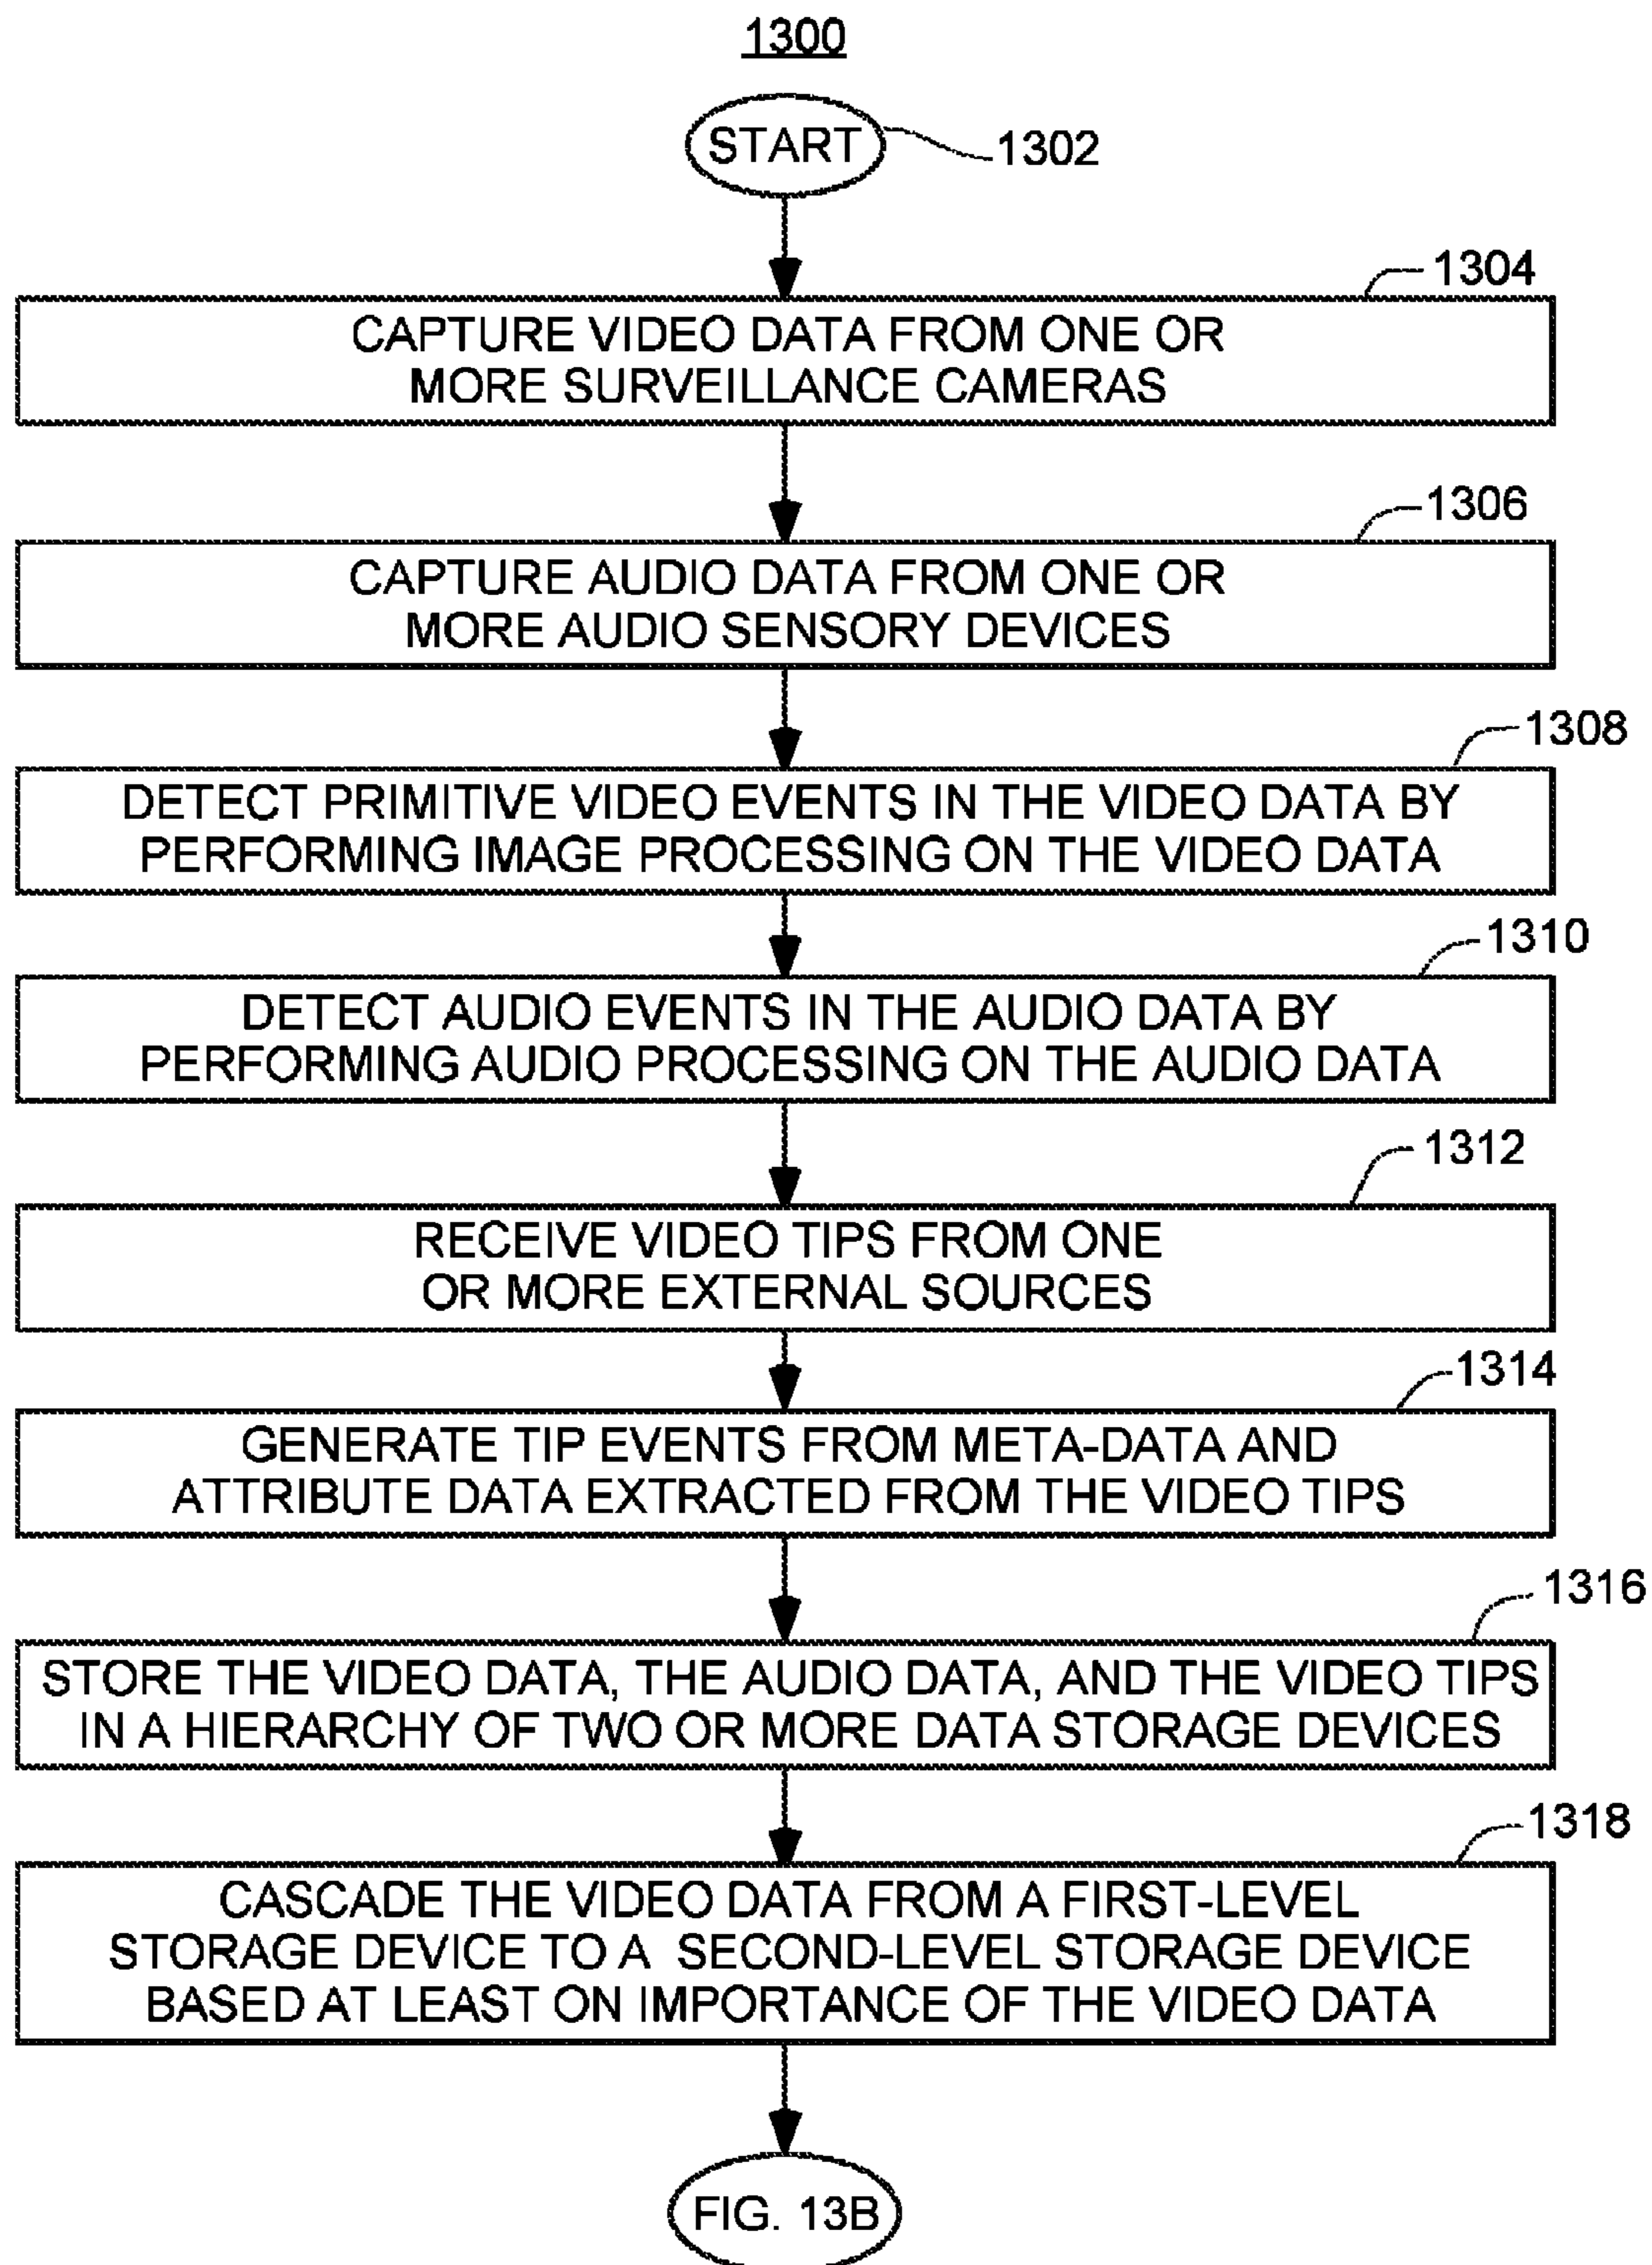 1300
START
1302
1304
CAPTURE VIDEO DATA FROM ONE OR
MORE SURVEILLANCE CAMERAS
1306
CAPTURE AUDIO DATA FROM ONE OR
MORE AUDIO SENSORY DEVICES
1308
DETECT PRIMITIVE VIDEO EVENTS IN THE VIDEO DATA BY
PERFORMING IMAGE PROCESSING ON THE VIDEO DATA
1310
DETECT AUDIO EVENTS IN THE AUDIO DATA BY
PERFORMING AUDIO PROCESSING ON THE AUDIO DATA
1312
RECEIVE VIDEO TIPS FROM ONE
OR MORE EXTERNAL SOURCES
1314
GENERATE TIP EVENTS FROM META-DATA AND
ATTRIBUTE DATA EXTRACTED FROM THE VIDEO TIPS
1316
STORE THE VIDEO DATA, THE AUDIO DATA, AND THE VIDEO TIPS
IN A HIERARCHY OF TWO OR MORE DATA STORAGE DEVICES
1318
CASCADE THE VIDEO DATA FROM A FIRST-LEVEL
STORAGE DEVICE TO A SECOND-LEVEL STORAGE DEVICE
BASED AT LEAST ON IMPORTANCE OF THE VIDEO DATA
FIG. 13B